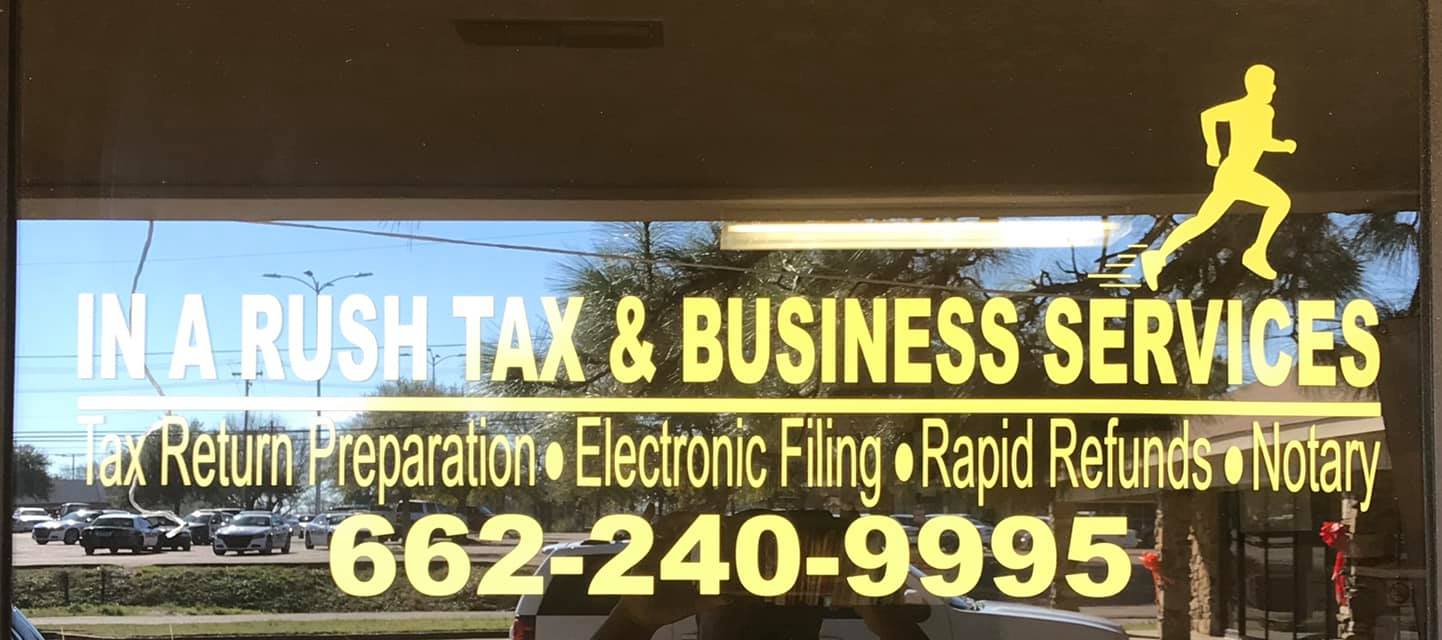 IN A RUSH TAX & BUSINESS SERVICES
Tax Return Preparation • Electronic Filing • Rapid Refunds • Notary
662-240-9995